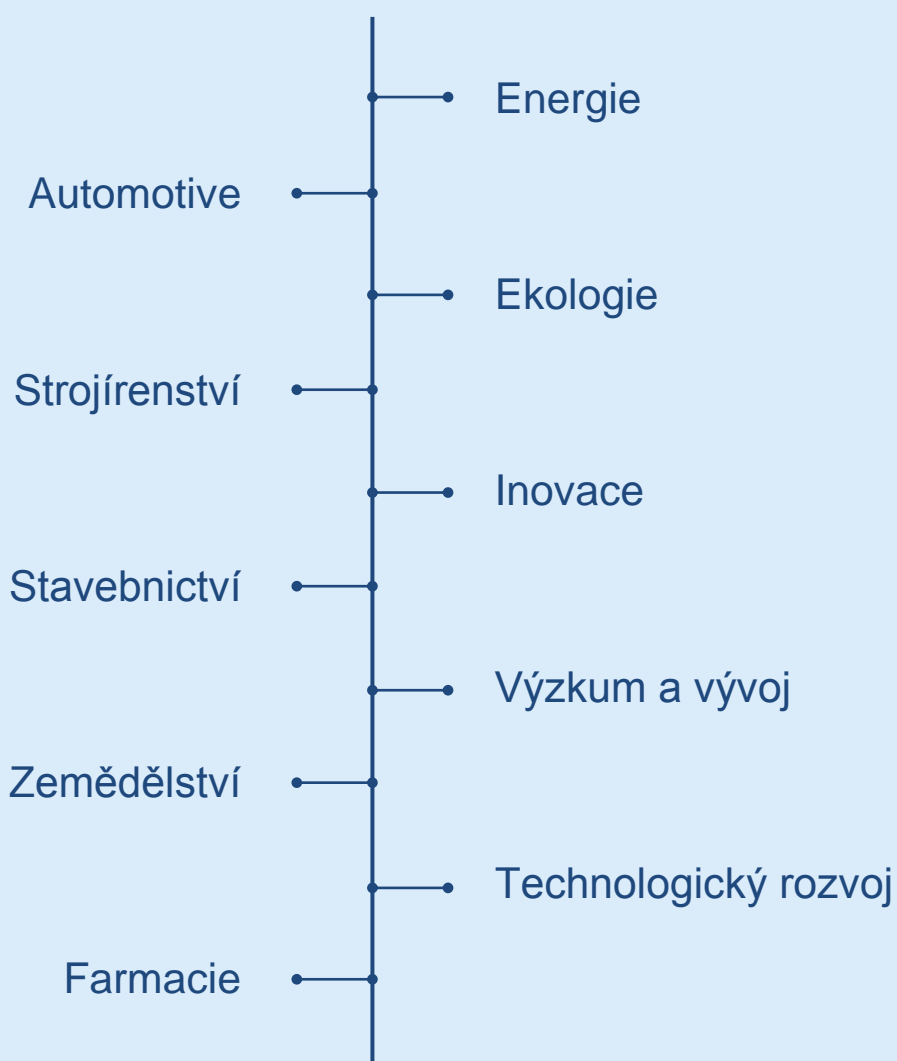 Energie
Automotive
Ekologie
Strojírenství
Inovace
Stavebnictví
Výzkum a vývoj
Zemědělství
Technologický rozvoj
Farmacie